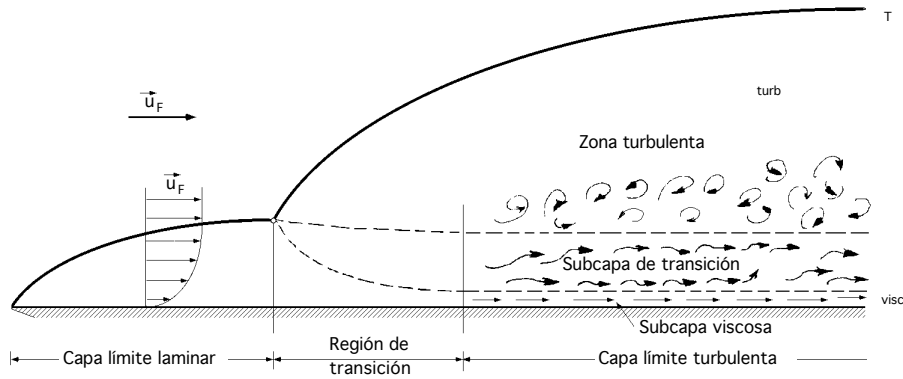 T
turb
u_F
Zona turbulenta
u_F
Subcapa de transición
visc
Subcapa viscosa
Capa límite laminar
Región de
transición
Capa límite turbulenta